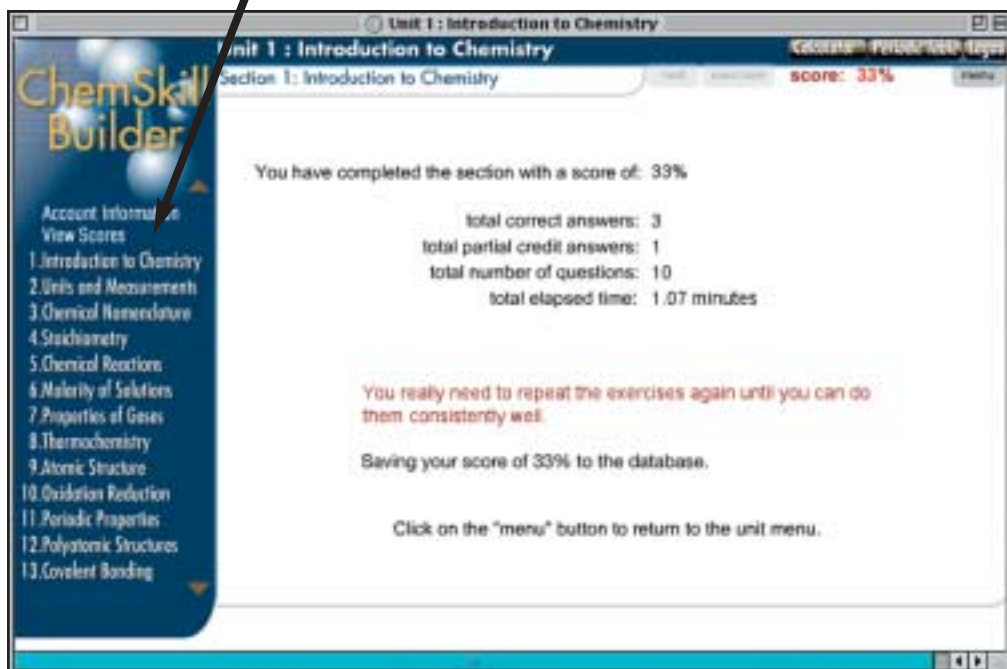 Unit 1 : Introduction to Chemistry
Unit 1 : Introduction to Chemistry
Calculator Periodic Table
Section 1: Introduction to Chemistry
score: 33%
menu
ChemSkill
Builder
You have completed the section with a score of: 33%
total correct answers: 3
total partial credit answers: 1
total number of questions: 10
total elapsed time: 1.07 minutes
Account Information
View Scores
1.Introduction to Chemistry
2.Units and Measurements
3.Chemical Nomenclature
4.Stoichiometry
5.Chemical Reactions
6.Molarity of Solutions
7.Properties of Gases
8.Thermochemistry
9.Atomic Structure
10.Oxidation Reduction
11.Periodic Properties
12.Polyatomic Structures
13.Covalent Bonding
You really need to repeat the exercises again until you can do
them consistently well.
Saving your score of 33% to the database.
Click on the "menu" button to return to the unit menu.